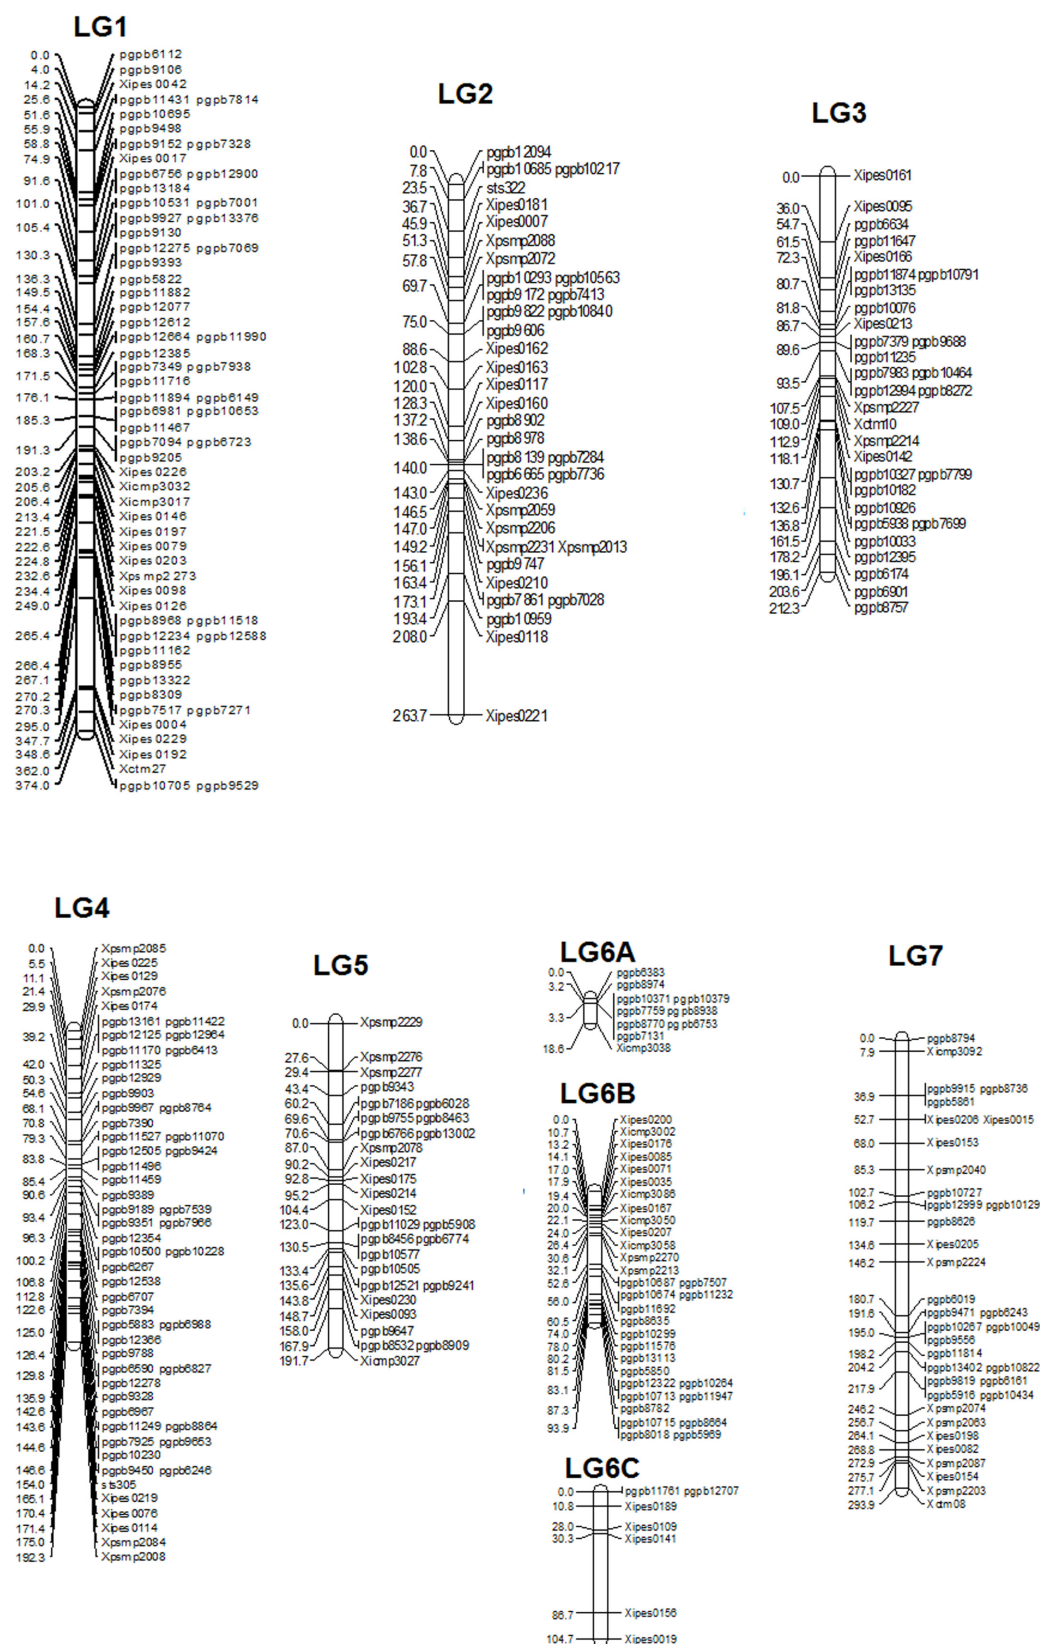 LG1
0.0 pgpb6112
4.0 pgpb9106
14.2 Xipes 0042
25.6 pgpb11431 pgpb7814
51.6 pgpb10695
55.9 pgpb9498
58.8 pgpb9152 pgpb7328
74.9 Xipes 0017
91.6 pgpb6756 pgpb12900
pgpb13184
101.0 pgpb10531 pgpb7001
105.4 pgpb9927 pgpb13376
pgpb9130
130.3 pgpb12275 pgpb7069
pgpb9393
136.3 pgpb5822
149.5 pgpb11882
154.4 pgpb12077
157.6 pgpb12612
160.7 pgpb12664 pgpb11990
168.3 pgpb12385
171.5 pgpb7349 pgpb7938
pgpb11716
176.1 pgpb11894 pgpb6149
185.3 pgpb6981 pgpb10653
pgpb11467
191.3 pgpb7094 pgpb6723
pgpb9205
203.2 Xipes 0226
205.6 Xicmp3032
206.4 Xicmp3017
213.4 Xipes 0146
221.5 Xipes 0197
222.6 Xipes 0079
224.8 Xipes 0203
232.6 Xpsmp2273
234.4 Xipes 0098
249.0 Xipes 0126
265.4 pgpb8968 pgpb11518
pgpb12234 pgpb12588
pgpb11162
266.4 pgpb8955
267.1 pgpb13322
270.2 pgpb8309
270.3 pgpb7517 pgpb7271
295.0 Xipes 0004
347.7 Xipes 0229
348.6 Xipes 0192
362.0 Xctm27
374.0 pgpb10705 pgpb9529
LG2
0.0 pgpb12094
7.8 pgpb10685 pgpb10217
23.5 sts322
36.7 Xipes0181
45.9 Xipes0007
51.3 Xpsmp2088
57.8 Xpsmp2072
69.7 pgpb10293 pgpb10563
pgpb9172 pgpb7413
75.0 pgpb9822 pgpb10840
pgpb9606
88.6 Xipes0162
102.8 Xipes0163
120.0 Xipes0117
128.3 Xipes0160
137.2 pgpb8902
138.6 pgpb8978
140.0 pgpb8139 pgpb7284
pgpb6665 pgpb7736
143.0 Xipes0236
146.5 Xpsmp2059
147.0 Xpsmp2206
149.2 Xpsmp2231 Xpsmp2013
156.1 pgpb9747
163.4 Xipes0210
173.1 pgpb7861 pgpb7028
193.4 pgpb10959
208.0 Xipes0118
263.7 Xipes0221
LG3
0.0 Xipes0161
36.0 Xipes0095
54.7 pgpb6634
61.5 pgpb11647
72.3 Xipes0166
80.7 pgpb11874 pgpb10791
pgpb13135
81.8 pgpb10076
86.7 Xipes0213
89.6 pgpb7379 pgpb9688
pgpb11235
93.5 pgpb7983 pgpb10464
pgpb12994 pgpb8272
107.5 Xpsmp2227
109.0 Xctm10
112.9 Xpsmp2214
118.1 Xipes0142
130.7 pgpb10327 pgpb7799
pgpb10182
132.6 pgpb10926
136.8 pgpb5938 pgpb7699
161.5 pgpb10033
178.2 pgpb12395
196.1 pgpb6174
203.6 pgpb6901
212.3 pgpb8757
LG4
0.0 Xpsmp2085
5.5 Xipes0225
11.1 Xipes0129
21.4 Xpsmp2076
29.9 Xipes0174
39.2 pgpb13161 pgpb11422
pgpb12125 pgpb12964
pgpb11170 pgpb6413
42.0 pgpb11325
50.3 pgpb12929
54.6 pgpb9903
68.1 pgpb9967 pgpb8764
70.8 pgpb7390
79.3 pgpb11527 pgpb11070
83.8 pgpb12505 pgpb9424
pgpb11496
85.4 pgpb11459
90.6 pgpb9389
93.4 pgpb9189 pgpb7539
pgpb9351 pgpb7966
96.3 pgpb12354
100.2 pgpb10500 pgpb10228
pgpb6267
106.8 pgpb12538
112.8 pgpb6707
122.6 pgpb7394
125.0 pgpb5883 pgpb6988
pgpb12366
126.4 pgpb9788
129.8 pgpb6590 pgpb6827
pgpb12278
135.9 pgpb9328
142.6 pgpb6967
143.6 pgpb11249 pgpb8864
144.6 pgpb7925 pgpb9653
pgpb10230
146.6 pgpb9450 pgpb6246
154.0 sts305
165.1 Xipes0219
170.4 Xipes0076
171.4 Xipes0114
175.0 Xpsmp2084
192.3 Xpsmp2008
LG5
0.0 Xpsmp2229
27.6 Xpsmp2276
29.4 Xpsmp2277
43.4 pgpb9343
60.2 pgpb7186 pgpb6028
69.6 pgpb9755 pgpb8463
70.6 pgpb6766 pgpb13002
87.0 Xpsmp2078
90.2 Xipes0217
92.8 Xipes0175
95.2 Xipes0214
104.4 Xipes0152
123.0 pgpb11029 pgpb5908
130.5 pgpb8456 pgpb6774
pgpb10577
133.4 pgpb10505
135.6 pgpb12521 pgpb9241
143.8 Xipes0230
148.7 Xipes0093
158.0 pgpb9647
167.9 pgpb8532 pgpb8909
191.7 Xicmp3027
LG6A
0.0 pgpb6383
3.2 pgpb8974
3.3 pgpb10371 pgpb10379
pgpb7759 pgpb8938
pgpb8770 pgpb6753
pgpb7131
18.6 Xicmp3038
LG6B
0.0 Xipes0200
10.7 Xicmp3002
13.2 Xipes0176
14.1 Xipes0085
17.0 Xipes0071
17.9 Xipes0035
19.4 Xicmp3086
20.0 Xipes0167
22.1 Xicmp3050
24.0 Xipes0207
26.4 Xicmp3058
30.6 Xpsmp2270
32.1 Xpsmp2213
52.6 pgpb10687 pgpb7507
56.0 pgpb10674 pgpb11232
pgpb11692
60.5 pgpb8635
74.0 pgpb10299
78.0 pgpb11576
80.2 pgpb13113
81.5 pgpb5850
83.1 pgpb12322 pgpb10264
pgpb10713 pgpb11947
87.3 pgpb8782
93.9 pgpb10715 pgpb8664
pgpb8018 pgpb5969
LG6C
0.0 pgpb11761 pgpb12707
10.8 Xipes0189
28.0 Xipes0109
30.3 Xipes0141
86.7 Xipes0156
104.7 Xipes0019
LG7
0.0 pgpb8794
7.9 Xicmp3092
36.9 pgpb9915 pgpb8736
pgpb5861
52.7 Xipes0206 Xipes0015
68.0 Xipes0153
85.3 Xpsmp2040
102.7 pgpb10727
106.2 pgpb12999 pgpb10129
119.7 pgpb8626
134.6 Xipes0205
146.2 Xpsmp2224
180.7 pgpb6019
191.6 pgpb9471 pgpb6243
195.0 pgpb10267 pgpb10049
pgpb9556
198.2 pgpb11814
204.2 pgpb13402 pgpb10822
217.9 pgpb9819 pgpb6161
pgpb5916 pgpb10434
246.2 Xpsmp2074
256.7 Xpsmp2063
264.1 Xipes0198
268.8 Xipes0082
272.9 Xpsmp2087
275.7 Xipes0154
277.1 Xpsmp2203
293.9 Xctm08